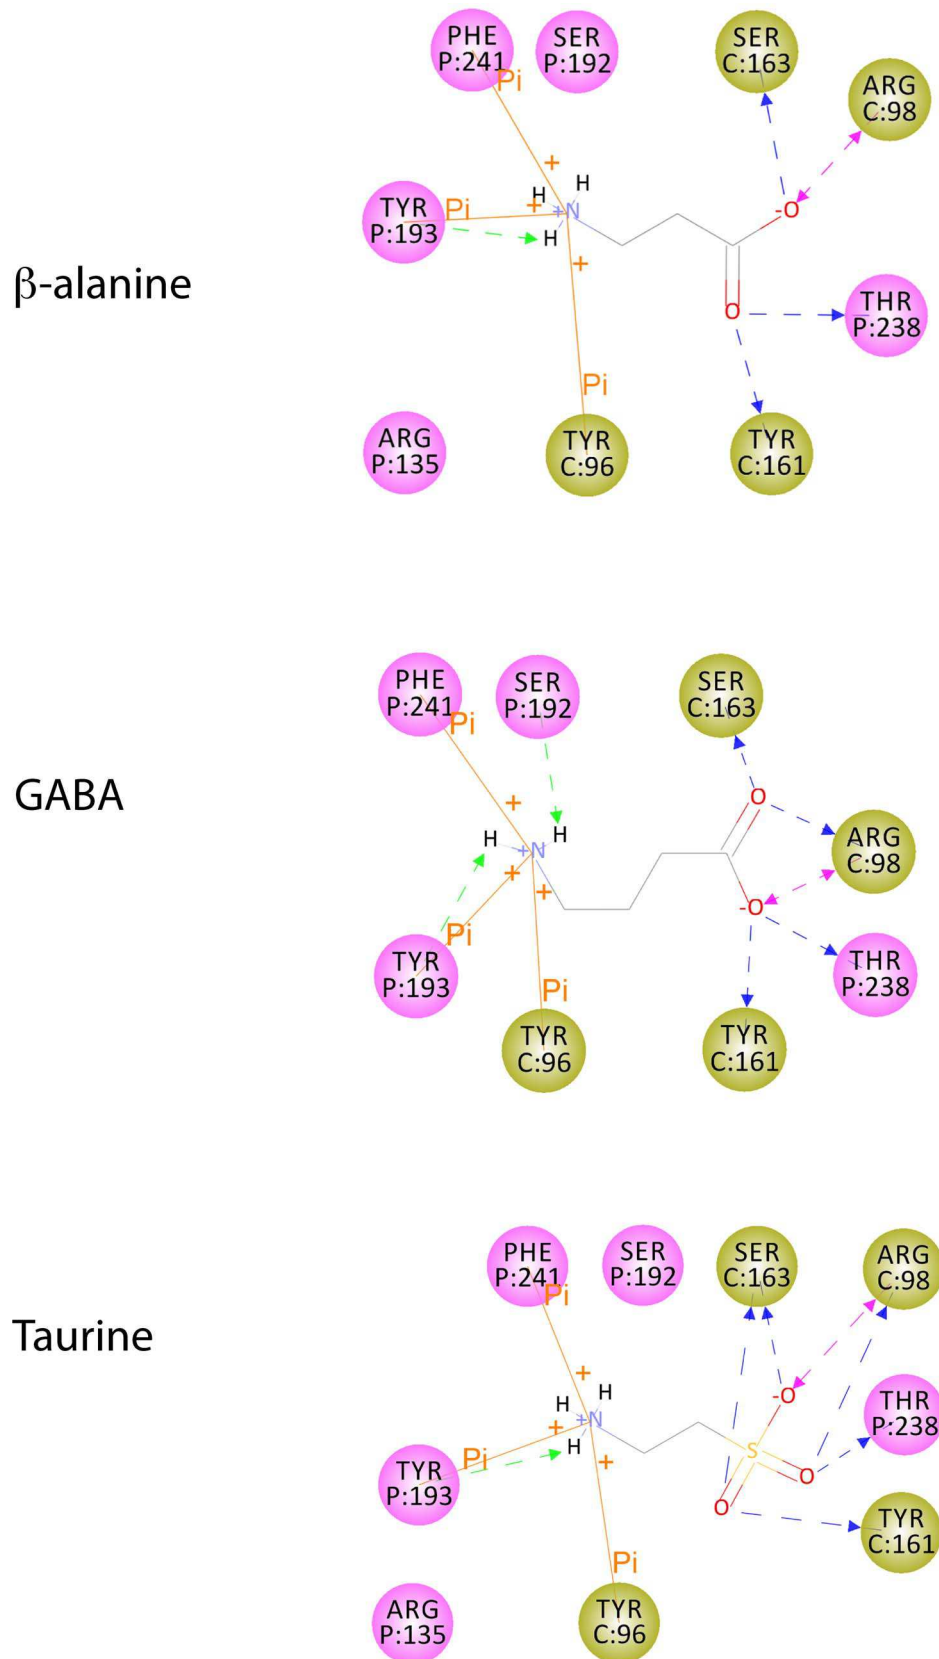 β-alanine
PHE
P:241
SER
P:192
SER
C:163
ARG
C:98
Pi
+
H
H
TYR
P:193
Pi
+
+N
H
-O
+
O
THR
P:238
Pi
ARG
P:135
TYR
C:96
TYR
C:161
GABA
PHE
P:241
SER
P:192
SER
C:163
Pi
+
O
H
H
+N
ARG
C:98
+
+
-O
Pi
TYR
P:193
Pi
THR
P:238
TYR
C:96
TYR
C:161
Taurine
PHE
P:241
SER
P:192
SER
C:163
ARG
C:98
Pi
+
H
H
-O
+
+N
H
THR
P:238
Pi
+
S
O
TYR
P:193
O
TYR
C:161
Pi
ARG
P:135
TYR
C:96